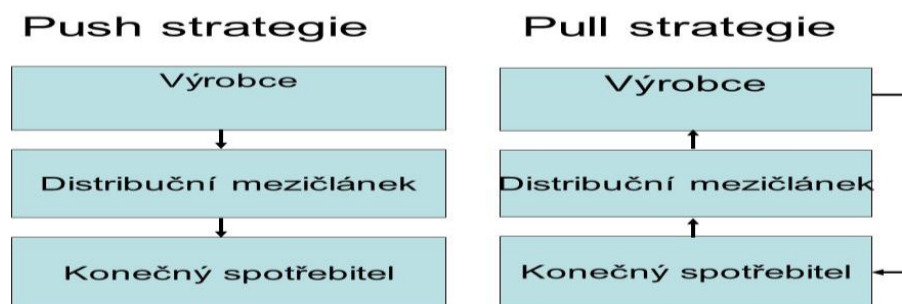 Push strategie
Výrobce
Distribuční mezičlánek
Konečný spotřebitel
Pull strategie
Výrobce
Distribuční mezičlánek
Konečný spotřebitel